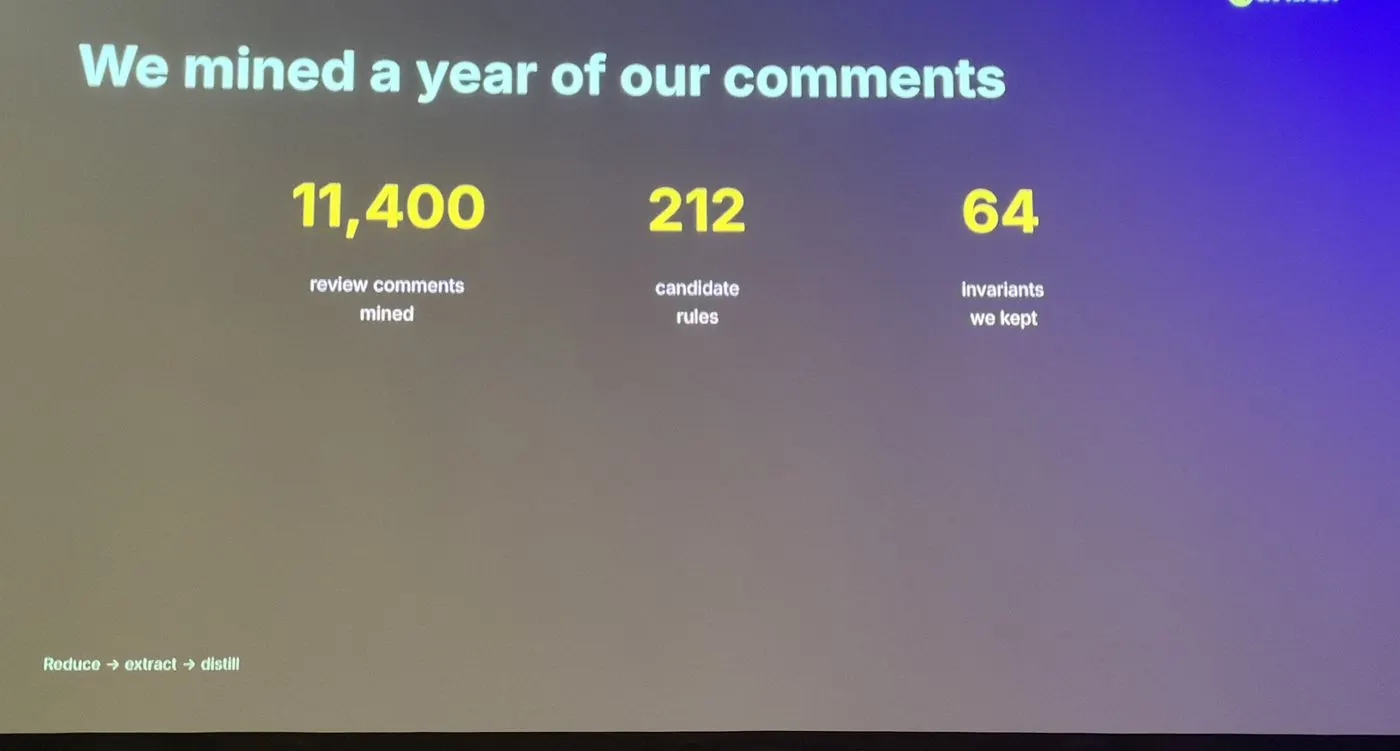 We mined a year of our comments
11,400
212
64
review comments
mined
candidate
rules
invariants
we kept
Reduce → extract → distill